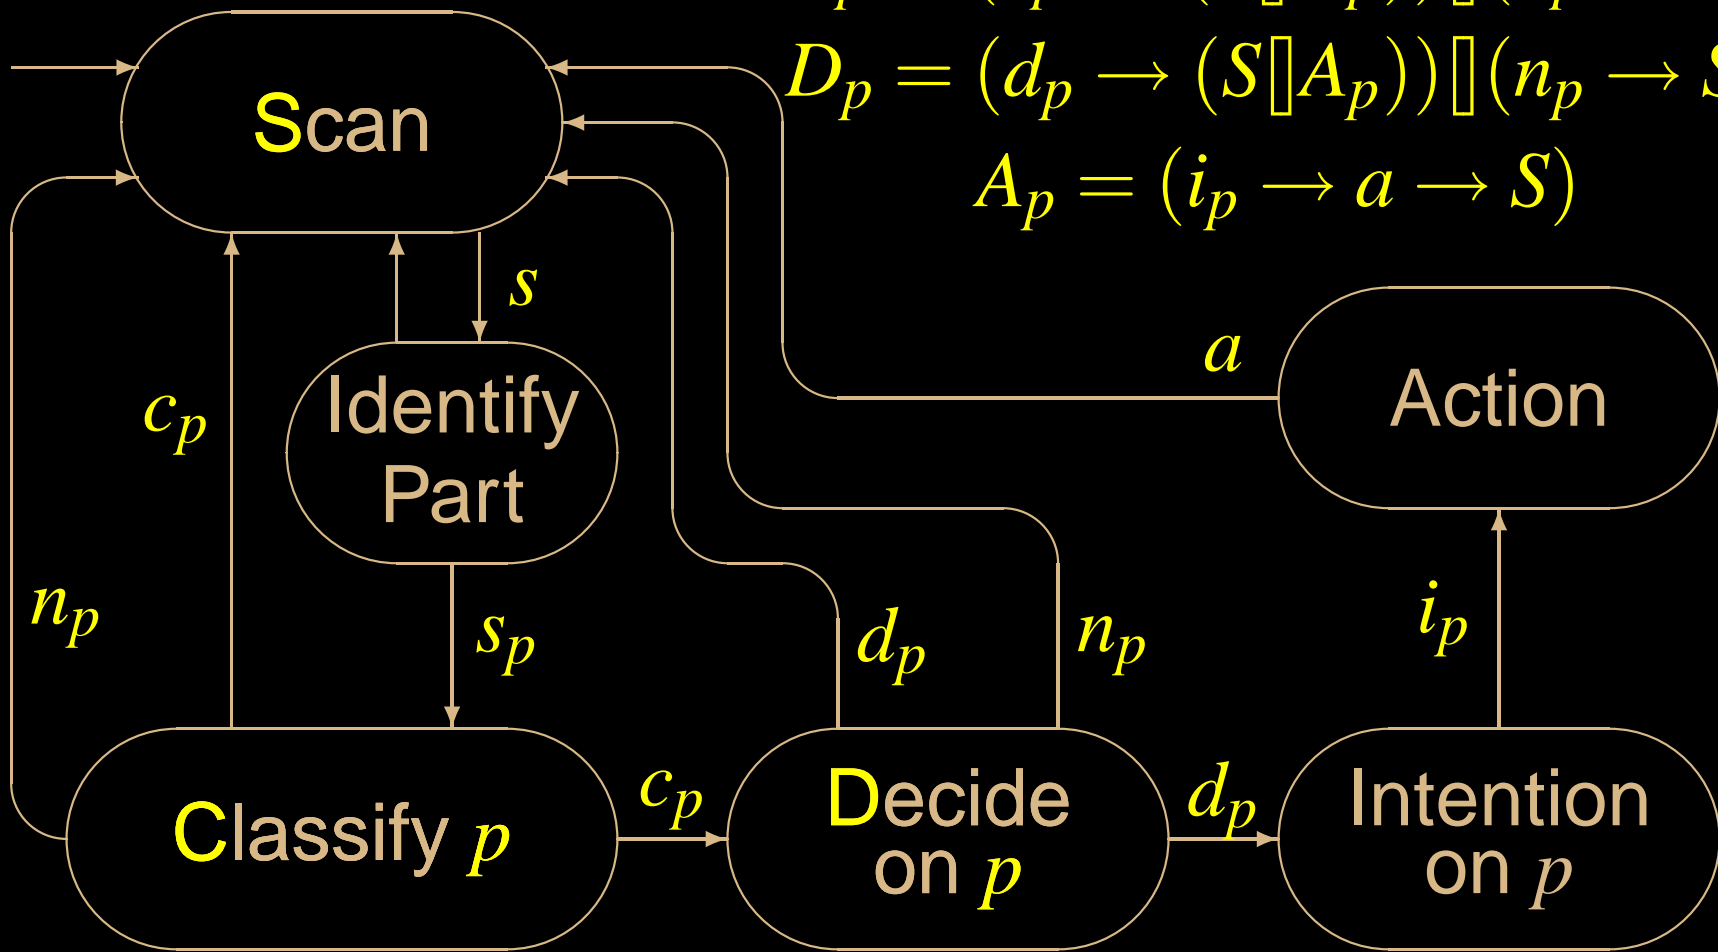 D_p = (d_p → (S▯A_p))▯(n_p → S
A_p = (i_p → a → S)
Scan
s
a
Action
c_p
Identify
Part
n_p
s_p
d_p
n_p
i_p
Classify p
c_p
Decide
on p
d_p
Intention
on p